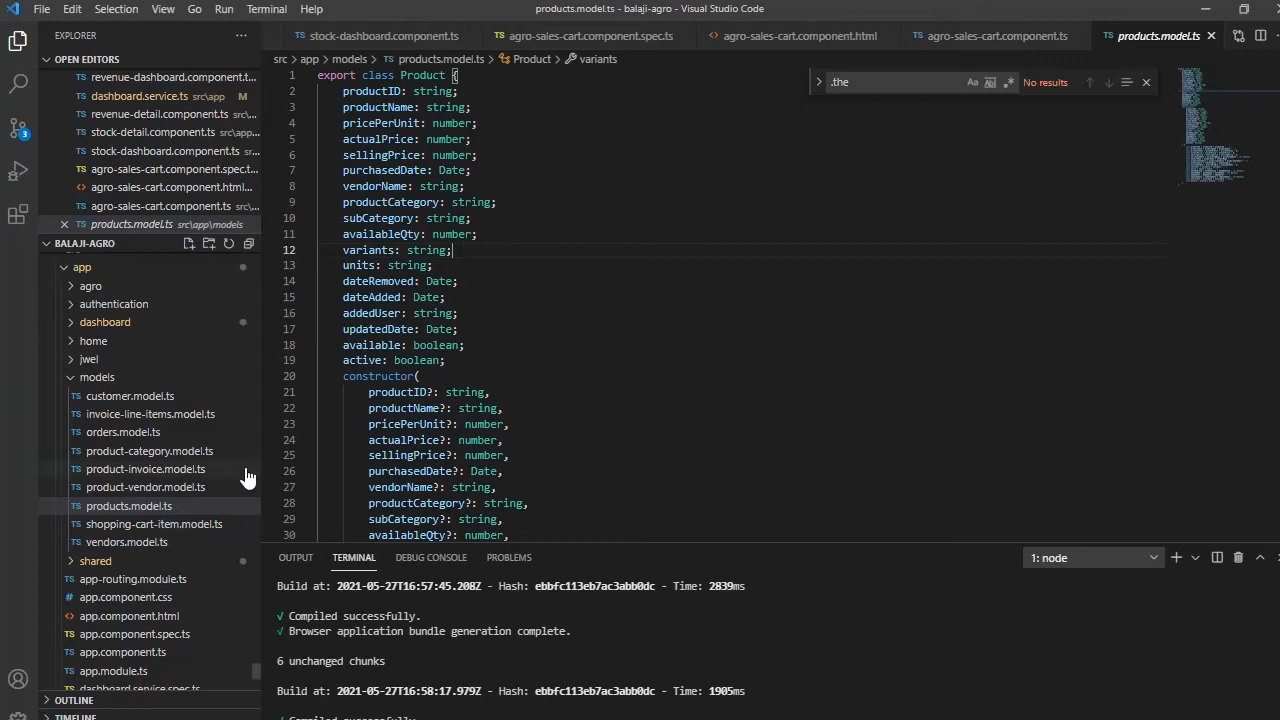 File Edit Selection View Go Run Terminal Help products.model.ts - balaji-agro - Visual Studio Code
EXPLORER ...
OPEN EDITORS
revenue-dashboard.component.t...
dashboard.service.ts src\app M
revenue-detail.component.ts src\...
stock-detail.component.ts src\app...
stock-dashboard.component.ts src\...
agro-sales-cart.component.spec.t...
agro-sales-cart.component.html...
agro-sales-cart.component.ts src\...
products.model.ts src\app\models
BALAJI-AGRO
app
agro
authentication
dashboard
home
jwel
models
customer.model.ts
invoice-line-items.model.ts
orders.model.ts
product-category.model.ts
product-invoice.model.ts
product-vendor.model.ts
products.model.ts
shopping-cart-item.model.ts
vendors.model.ts
shared
app-routing.module.ts
app.component.css
app.component.html
app.component.spec.ts
app.component.ts
app.module.ts
dashboard.service.spec.ts
OUTLINE
TIMELINE
3
stock-dashboard.component.ts agro-sales-cart.component.spec.ts agro-sales-cart.component.html agro-sales-cart.component.ts products.model.ts
src > app > models > products.model.ts > Product > variants
.the Aa Ab No results
1 export class Product {
2 productID: string;
3 productName: string;
4 pricePerUnit: number;
5 actualPrice: number;
6 sellingPrice: number;
7 purchasedDate: Date;
8 vendorName: string;
9 productCategory: string;
10 subCategory: string;
11 availableQty: number;
12 variants: string;
13 units: string;
14 dateRemoved: Date;
15 dateAdded: Date;
16 addedUser: string;
17 updatedDate: Date;
18 available: boolean;
19 active: boolean;
20 constructor(
21 productID?: string,
22 productName?: string,
23 pricePerUnit?: number,
24 actualPrice?: number,
25 sellingPrice?: number,
26 purchasedDate?: Date,
27 vendorName?: string,
28 productCategory?: string,
29 subCategory?: string,
30 availableQty?: number,
OUTPUT TERMINAL DEBUG CONSOLE PROBLEMS 1: node
Build at: 2021-05-27T16:57:45.208Z - Hash: ebbfc113eb7ac3abb0dc - Time: 2839ms
√ Compiled successfully.
√ Browser application bundle generation complete.
6 unchanged chunks
Build at: 2021-05-27T16:58:17.979Z - Hash: ebbfc113eb7ac3abb0dc - Time: 1905ms
√ Compiled successfully.